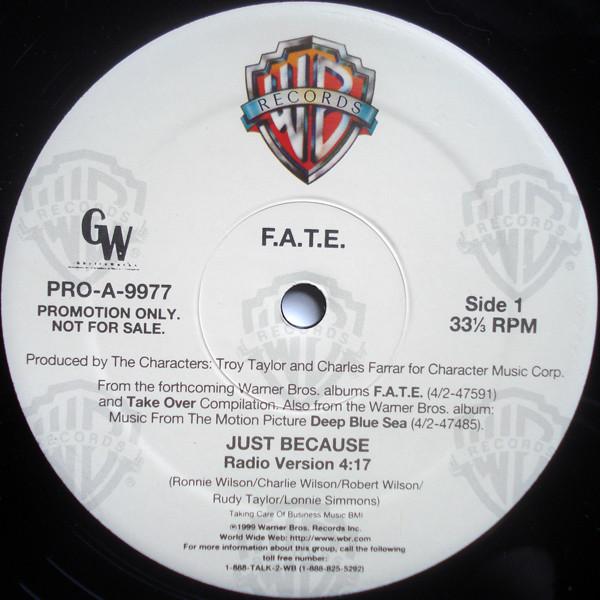 WB
RECORDS
GW
F.A.T.E.
PRO-A-9977
PROMOTION ONLY.
NOT FOR SALE.
Side 1
33⅓ RPM
Produced by The Characters: Troy Taylor and Charles Farrar for Character Music Corp.
From the forthcoming Warner Bros. albums F.A.T.E. (4/2-47591)
and Take Over Compilation. Also from the Warner Bros. album:
Music From The Motion Picture Deep Blue Sea (4/2-47485).
JUST BECAUSE
Radio Version 4:17
(Ronnie Wilson/Charlie Wilson/Robert Wilson/
Rudy Taylor/Lonnie Simmons)
Taking Care Of Business Music BMI
℗1999 Warner Bros. Records Inc.
World Wide Web: http://www.wbr.com
For more information about this group, call the following
toll free number:
1-888-TALK-2-WB (1-888-825-5292)